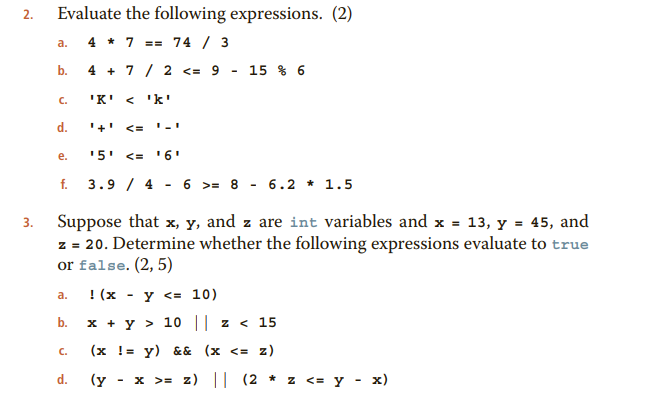 2. Evaluate the following expressions. (2)
a. 4 * 7 == 74 / 3
b. 4 + 7 / 2 <= 9 - 15 % 6
c. 'K' < 'k'
d. '+' <= '-'
e. '5' <= '6'
f. 3.9 / 4 - 6 >= 8 - 6.2 * 1.5
3. Suppose that x, y, and z are int variables and x = 13, y = 45, and
z = 20. Determine whether the following expressions evaluate to true
or false. (2, 5)
a. !(x - y <= 10)
b. x + y > 10 || z < 15
c. (x != y) && (x <= z)
d. (y - x >= z) || (2 * z <= y - x)